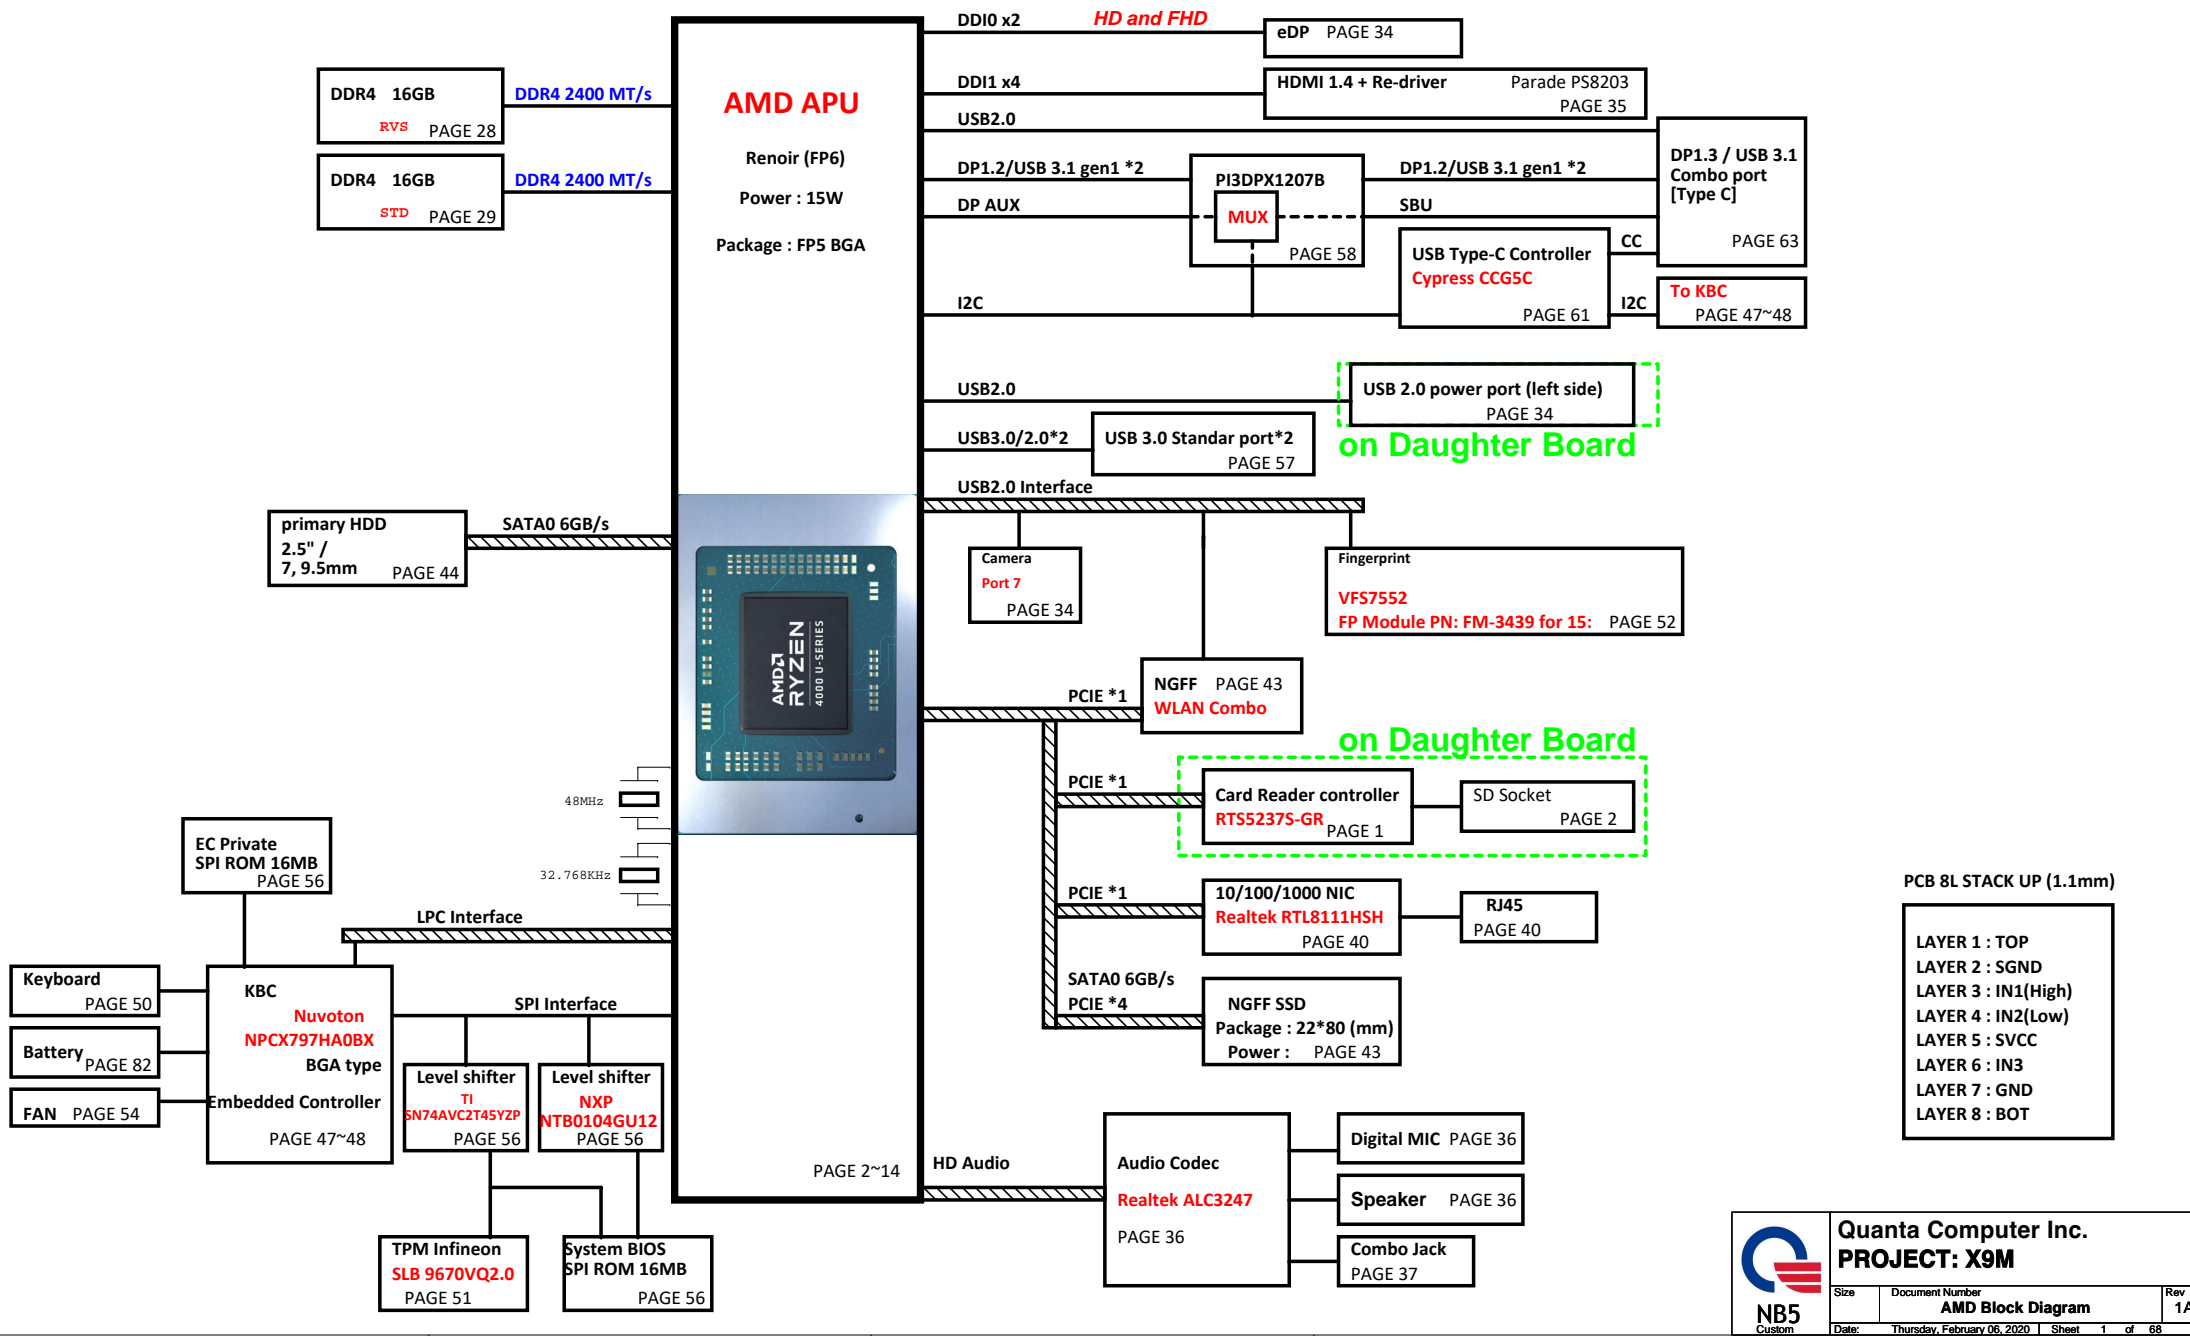 DDI0 x2
HD and FHD
eDP PAGE 34
DDR4 16GB
RVS PAGE 28
DDR4 2400 MT/s
DDR4 16GB
STD PAGE 29
DDR4 2400 MT/s
AMD APU
Renoir (FP6)
Power : 15W
Package : FP5 BGA
DDI1 x4
HDMI 1.4 + Re-driver Parade PS8203
PAGE 35
USB2.0
DP1.2/USB 3.1 gen1 *2
PI3DPX1207B
MUX
PAGE 58
DP1.2/USB 3.1 gen1 *2
DP AUX
SBU
DP1.3 / USB 3.1
Combo port
[Type C]
PAGE 63
USB Type-C Controller
Cypress CCG5C
PAGE 61
CC
I2C
I2C
To KBC
PAGE 47~48
USB2.0
USB 2.0 power port (left side)
PAGE 34
on Daughter Board
USB3.0/2.0*2
USB 3.0 Standar port*2
PAGE 57
USB2.0 Interface
primary HDD
2.5" /
7, 9.5mm PAGE 44
SATA0 6GB/s
Camera
Port 7
PAGE 34
Fingerprint
VFS7552
FP Module PN: FM-3439 for 15: PAGE 52
AMD
RYZEN
4000 U-SERIES
PCIE *1
NGFF PAGE 43
WLAN Combo
on Daughter Board
PCIE *1
Card Reader controller
RTS5237S-GR PAGE 1
SD Socket
PAGE 2
48MHz
32.768KHz
EC Private
SPI ROM 16MB
PAGE 56
PCIE *1
10/100/1000 NIC
Realtek RTL8111HSH
PAGE 40
RJ45
PAGE 40
LPC Interface
SATA0 6GB/s
PCIE *4
NGFF SSD
Package : 22*80 (mm)
Power : PAGE 43
Keyboard
PAGE 50
Battery
PAGE 82
FAN PAGE 54
KBC
Nuvoton
NPCX797HA0BX
BGA type
Embedded Controller
PAGE 47~48
SPI Interface
Level shifter
TI
SN74AVC2T45YZP
PAGE 56
Level shifter
NXP
NTB0104GU12
PAGE 56
TPM Infineon
SLB 9670VQ2.0
PAGE 51
System BIOS
SPI ROM 16MB
PAGE 56
PAGE 2~14
HD Audio
Audio Codec
Realtek ALC3247
PAGE 36
Digital MIC PAGE 36
Speaker PAGE 36
Combo Jack
PAGE 37
PCB 8L STACK UP (1.1mm)
LAYER 1 : TOP
LAYER 2 : SGND
LAYER 3 : IN1(High)
LAYER 4 : IN2(Low)
LAYER 5 : SVCC
LAYER 6 : IN3
LAYER 7 : GND
LAYER 8 : BOT
NB5
Quanta Computer Inc.
PROJECT: X9M
Size
Custom
Document Number
AMD Block Diagram
Rev
1A
Date: Thursday, February 06, 2020 Sheet 1 of 68